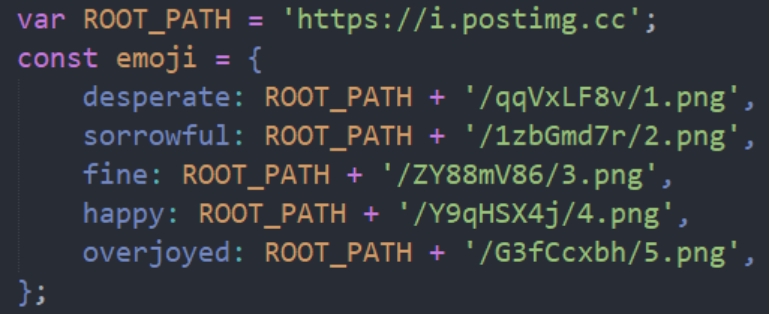 var ROOT_PATH = 'https://i.postimg.cc';
const emoji = {
    desperate: ROOT_PATH + '/qqVxLF8v/1.png',
    sorrowful: ROOT_PATH + '/1zbGmd7r/2.png',
    fine: ROOT_PATH + '/ZY88mV86/3.png',
    happy: ROOT_PATH + '/Y9qHSX4j/4.png',
    overjoyed: ROOT_PATH + '/G3fCcxbh/5.png',
};